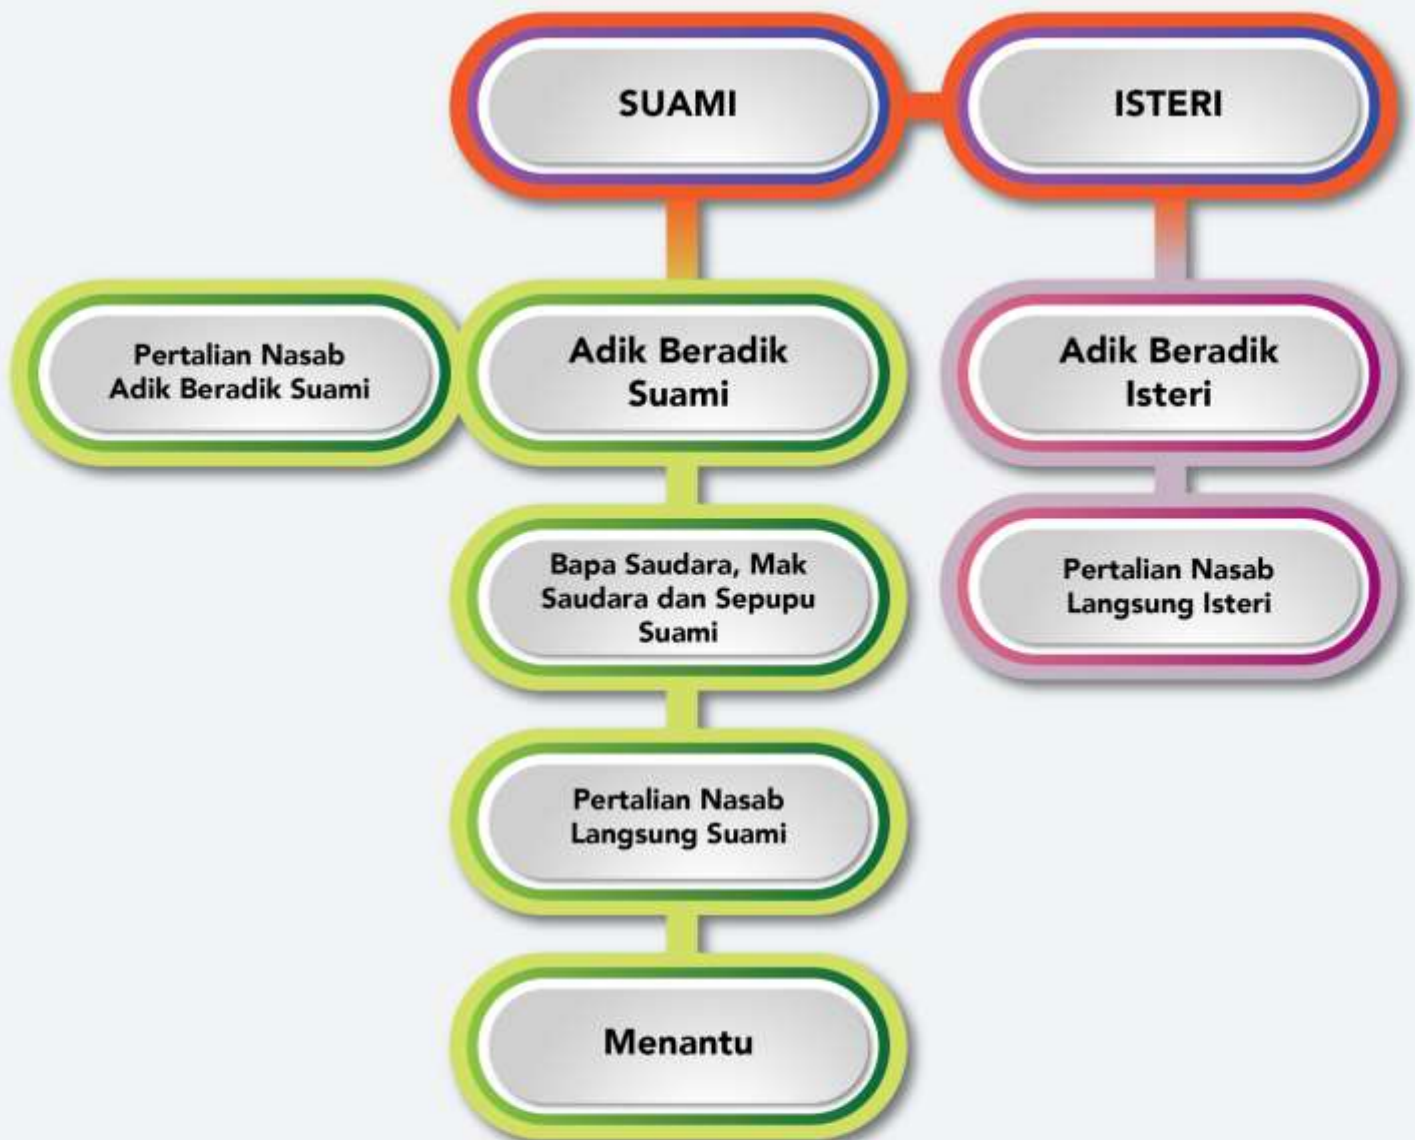 SUAMI
ISTERI
Pertalian Nasab
Adik Beradik Suami
Adik Beradik
Suami
Adik Beradik
Isteri
Bapa Saudara, Mak
Saudara dan Sepupu
Suami
Pertalian Nasab
Langsung Isteri
Pertalian Nasab
Langsung Suami
Menantu